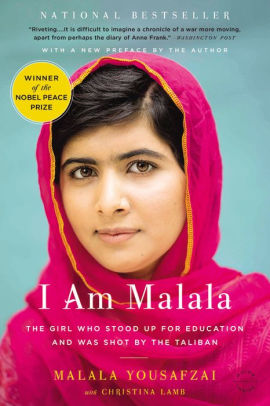 NATIONAL BESTSELLER
"Riveting....It is difficult to imagine a chronicle of a war more moving,
apart from perhaps the diary of Anne Frank." WASHINGTON POST
WITH A NEW PREFACE BY THE AUTHOR
WINNER
of the
NOBEL PEACE
PRIZE
I Am Malala
THE GIRL WHO STOOD UP FOR EDUCATION
AND WAS SHOT BY THE TALIBAN
MALALA YOUSAFZAI
with CHRISTINA LAMB